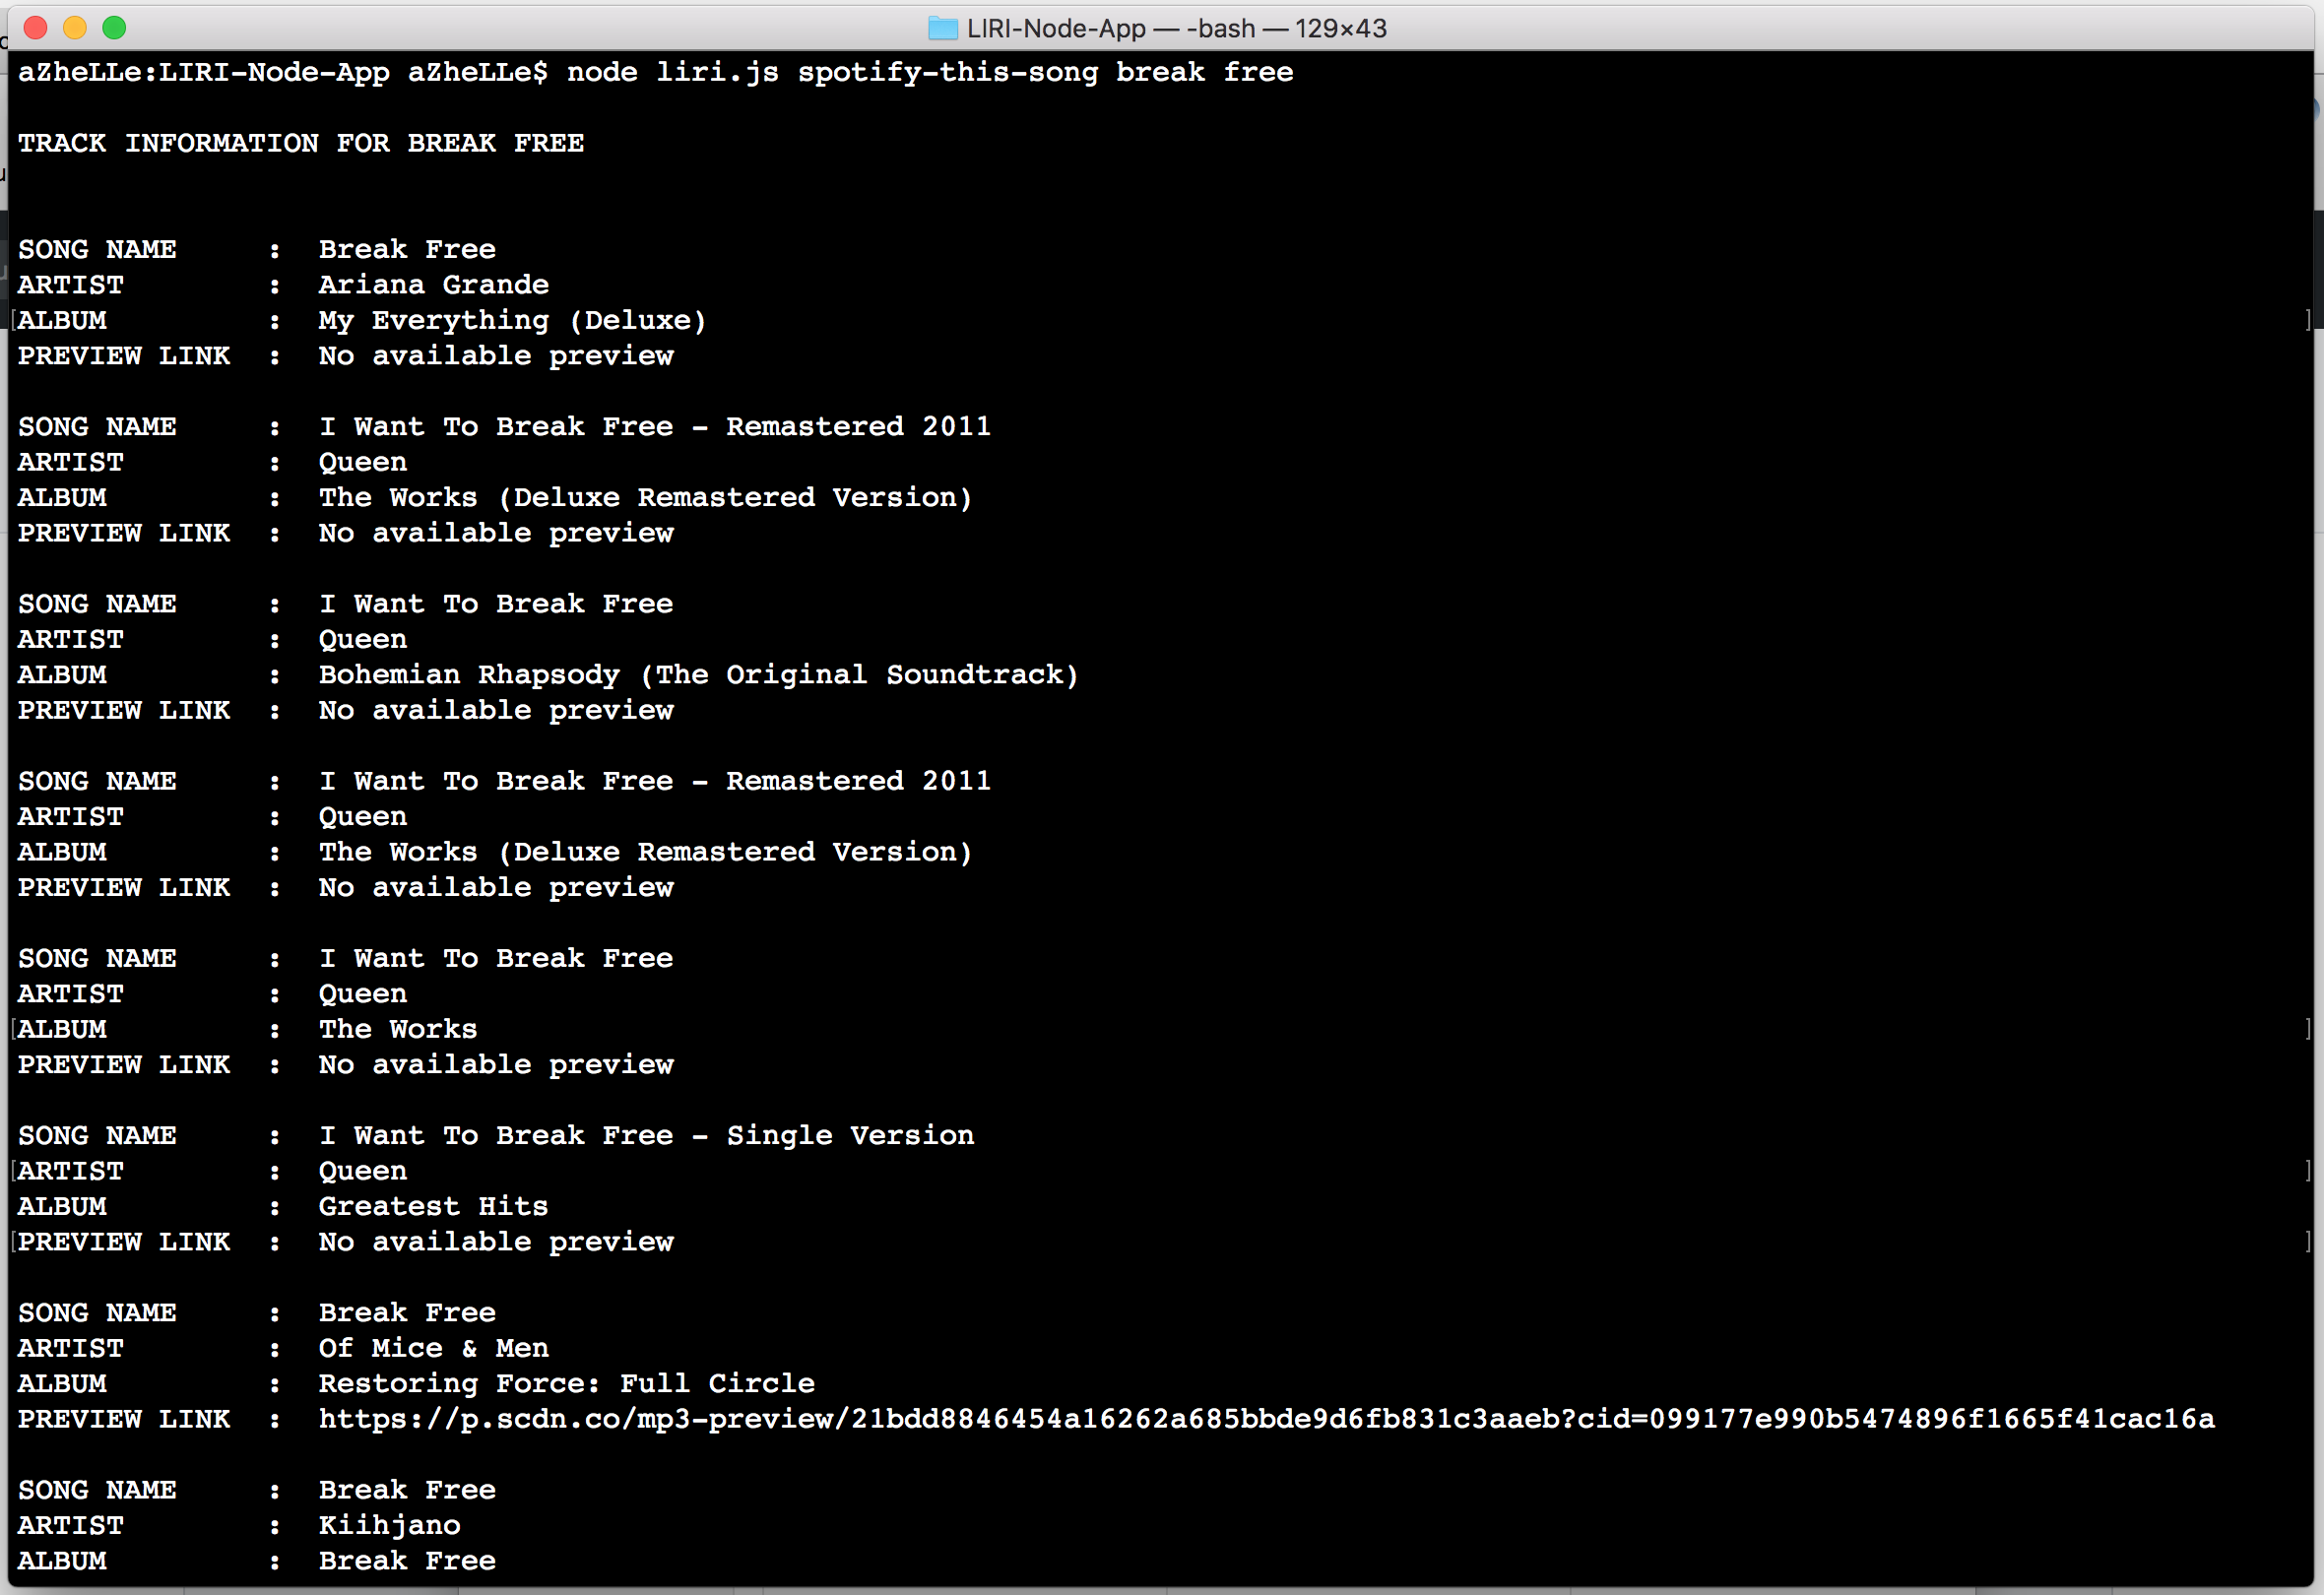 LIRI-Node-App — -bash — 129×43
aZheLLe:LIRI-Node-App aZheLLe$ node liri.js spotify-this-song break free
TRACK INFORMATION FOR BREAK FREE
SONG NAME     :  Break Free
ARTIST        :  Ariana Grande
[ALBUM         :  My Everything (Deluxe) ]
PREVIEW LINK  :  No available preview
SONG NAME     :  I Want To Break Free - Remastered 2011
ARTIST        :  Queen
ALBUM         :  The Works (Deluxe Remastered Version)
PREVIEW LINK  :  No available preview
SONG NAME     :  I Want To Break Free
ARTIST        :  Queen
ALBUM         :  Bohemian Rhapsody (The Original Soundtrack)
PREVIEW LINK  :  No available preview
SONG NAME     :  I Want To Break Free - Remastered 2011
ARTIST        :  Queen
ALBUM         :  The Works (Deluxe Remastered Version)
PREVIEW LINK  :  No available preview
SONG NAME     :  I Want To Break Free
ARTIST        :  Queen
[ALBUM         :  The Works ]
PREVIEW LINK  :  No available preview
SONG NAME     :  I Want To Break Free - Single Version
[ARTIST        :  Queen ]
ALBUM         :  Greatest Hits
[PREVIEW LINK  :  No available preview ]
SONG NAME     :  Break Free
ARTIST        :  Of Mice & Men
ALBUM         :  Restoring Force: Full Circle
PREVIEW LINK  :  https://p.scdn.co/mp3-preview/21bdd8846454a16262a685bbde9d6fb831c3aaeb?cid=099177e990b5474896f1665f41cac16a
SONG NAME     :  Break Free
ARTIST        :  Kiihjano
ALBUM         :  Break Free